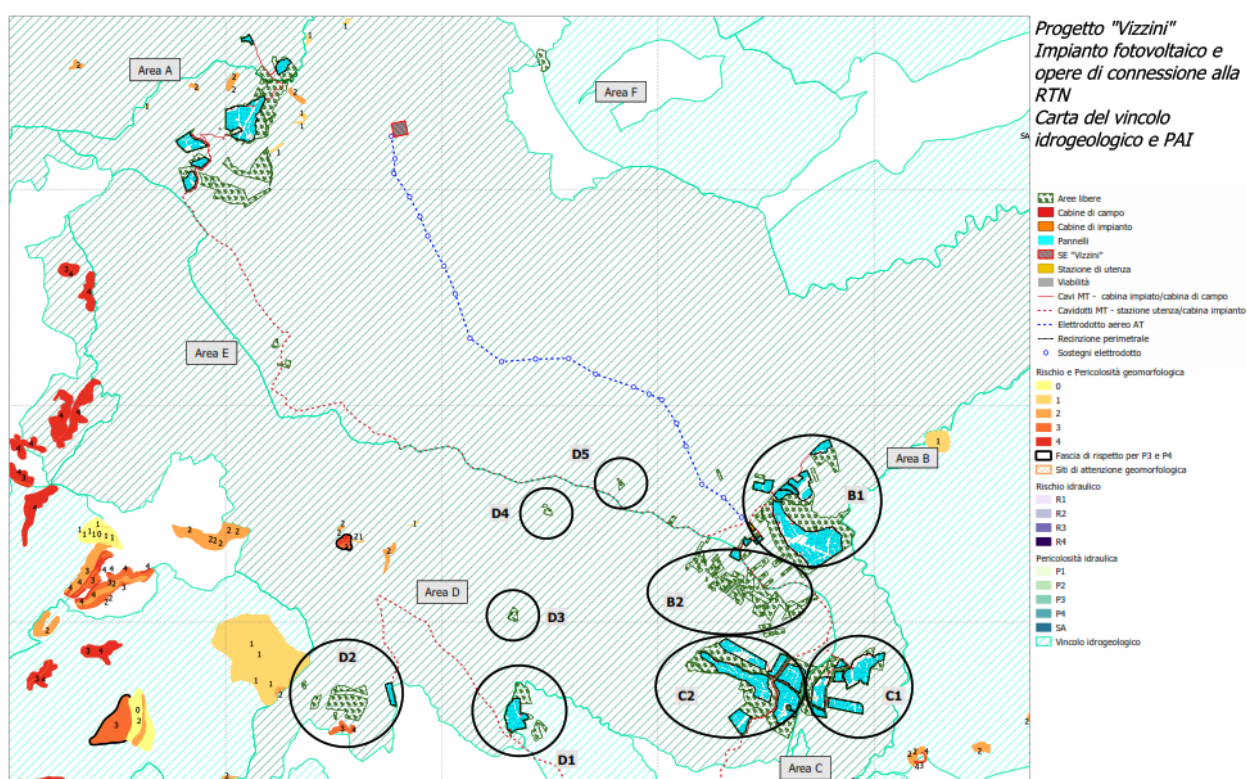 Progetto "Vizzini"
Impianto fotovoltaico e
opere di connessione alla
RTN
Carta del vincolo
idrogeologico e PAI
Aree libere
Cabine di campo
Cabine di impianto
Pannelli
SE "Vizzini"
Stazione di utenza
Viabilità
Cavi MT - cabina impiato/cabina di campo
Cavidotti MT - stazione utenza/cabina impianto
Elettrodotto aereo AT
Recinzione perimetrale
Sostegni elettrodotto
Rischio e Pericolosità geomorfologica
0
1
2
3
4
Fascia di rispetto per P3 e P4
Siti di attenzione geomorfologica
Rischio idraulico
R1
R2
R3
R4
Pericolosità idraulica
P1
P2
P3
P4
SA
Vincolo idrogeologico
Area A
Area F
SA
Area E
Area B
B1
D5
D4
Area D
B2
D3
D2
C2
C1
D1
Area C